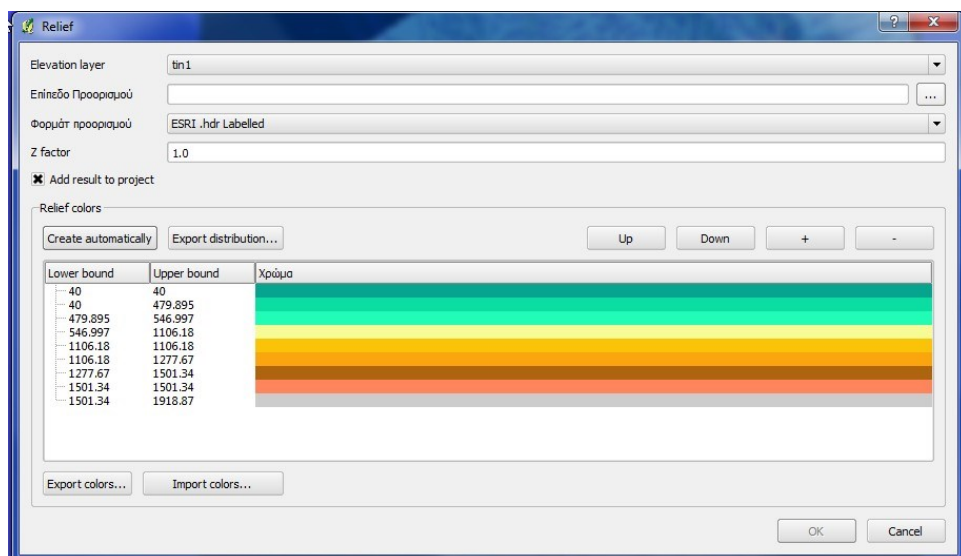 Relief
Elevation layer tin1
Επίπεδο Προορισμού ...
Φορμάτ προορισμού ESRI .hdr Labelled
Z factor 1.0
Add result to project
Relief colors
Create automatically Export distribution... Up Down + -
Lower bound Upper bound Χρώμα
40 40
40 479.895
479.895 546.997
546.997 1106.18
1106.18 1106.18
1106.18 1277.67
1277.67 1501.34
1501.34 1501.34
1501.34 1918.87
Export colors... Import colors...
OK Cancel